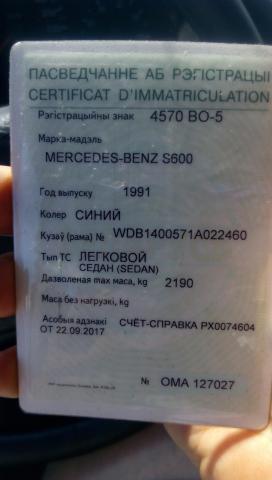 ПАСВЕДЧАННЕ АБ РЭГІСТРАЦЫІ
CERTIFICAT D'IMMATRICULATION
Рэгістрацыйны знак 4570 BO-5
Марка-мадэль
MERCEDES-BENZ S600
Год выпуску 1991
Колер СИНИЙ
Кузаў (рама) № WDB1400571A022460
Тып ТС ЛЕГКОВОЙ
СЕДАН (SEDAN)
Дазволеная max маса, kg 2190
Маса без нагрузкі, kg
Асобыя адзнакі СЧЁТ-СПРАВКА РХ0074604
ОТ 22.09.2017
№ OMA 127027